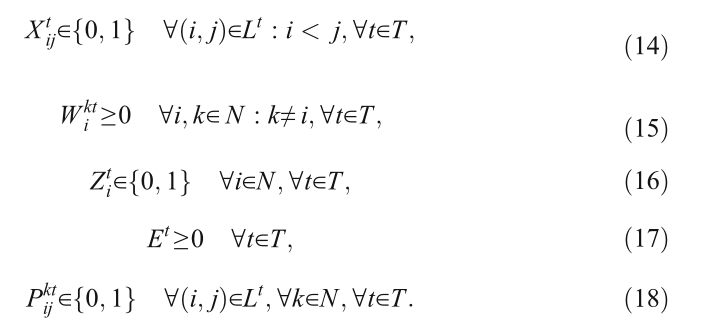 X_{ij}^{t}∈{0, 1} ∀(i, j)∈L^{t} : i < j, ∀t∈T, (14)
W_{i}^{kt}≥0 ∀i, k∈N : k≠i, ∀t∈T, (15)
Z_{i}^{t}∈{0, 1} ∀i∈N, ∀t∈T, (16)
E^{t}≥0 ∀t∈T, (17)
P_{ij}^{kt}∈{0, 1} ∀(i, j)∈L^{t}, ∀k∈N, ∀t∈T. (18)